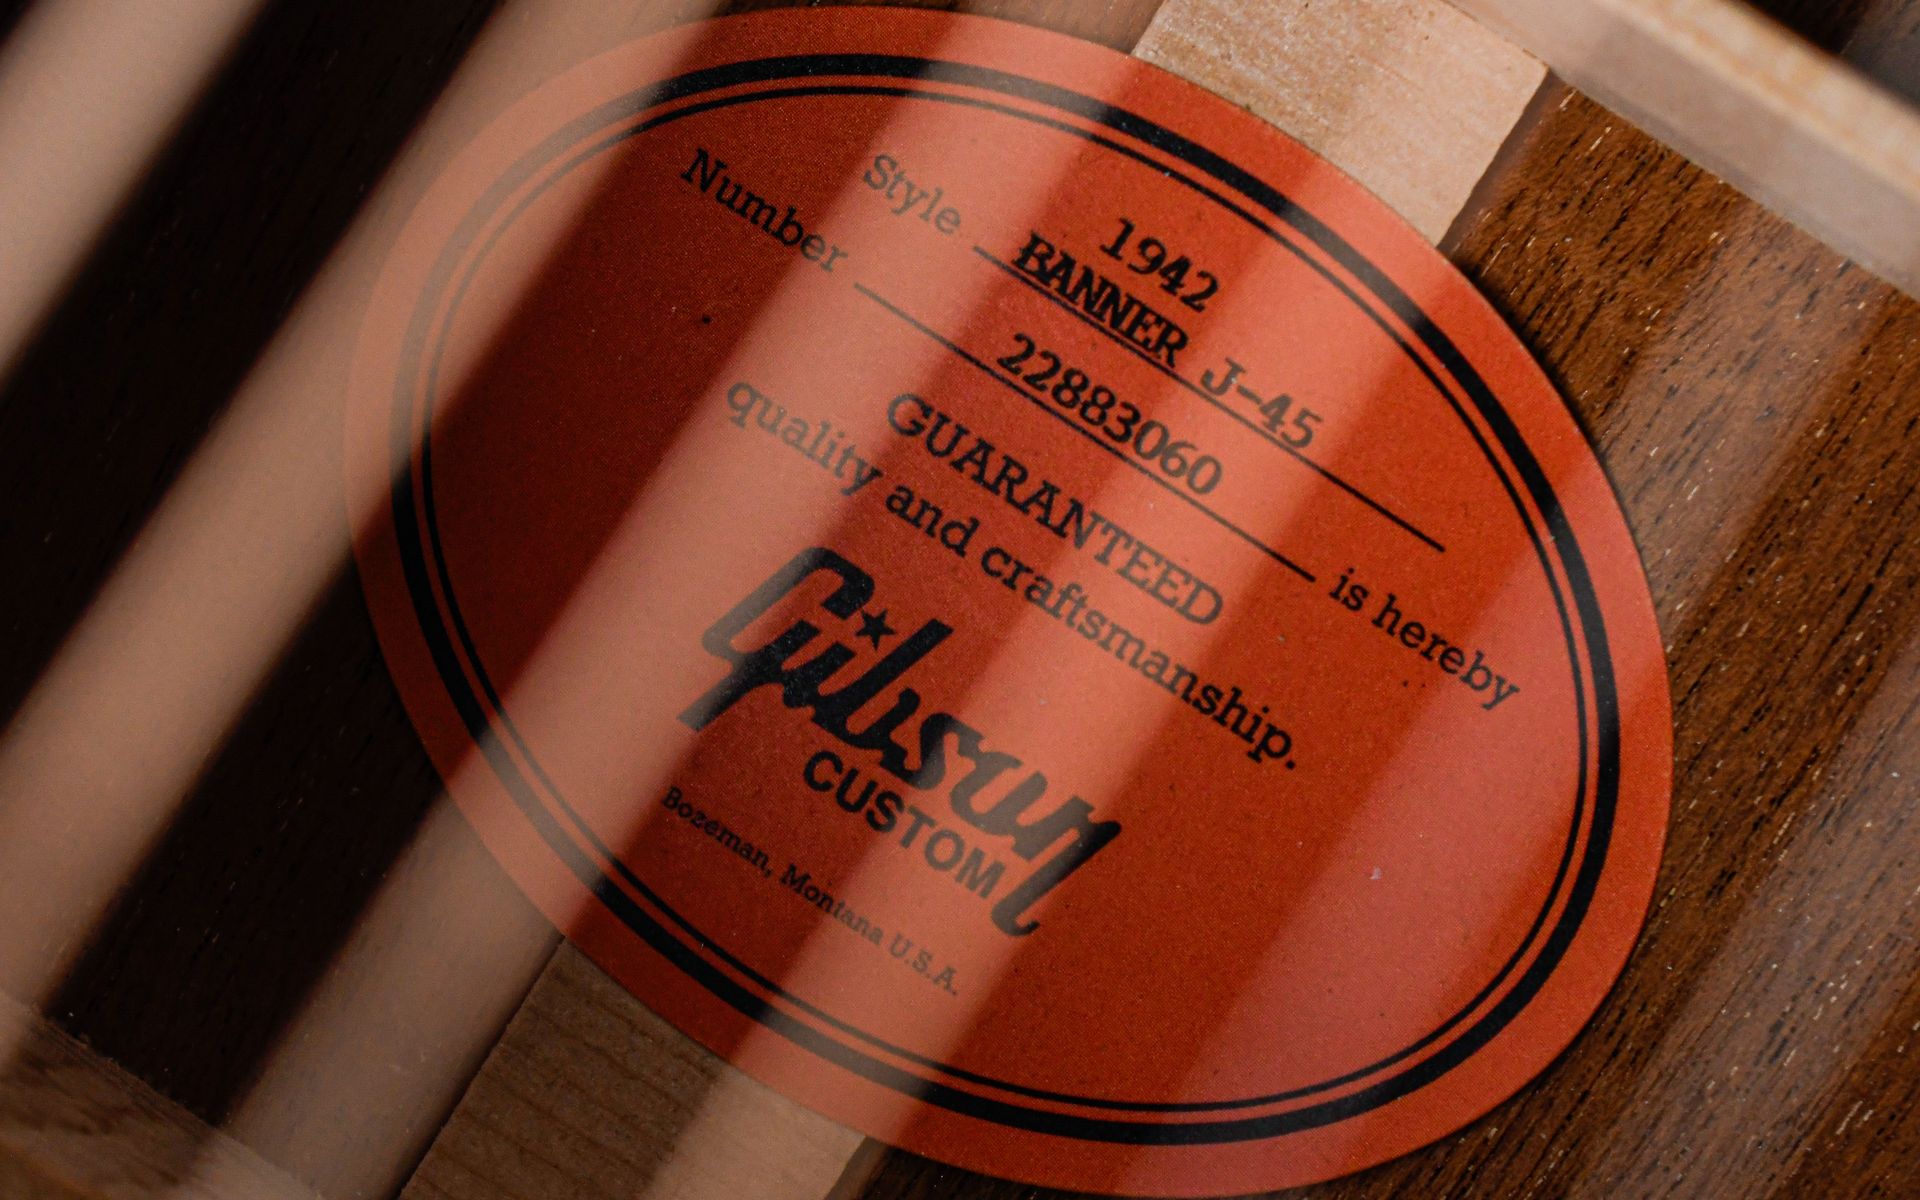 1942
Style BANNER J-45
Number 22883060 is hereby
GUARANTEED
quality and craftsmanship.
Gibson
CUSTOM
Bozeman, Montana U.S.A.